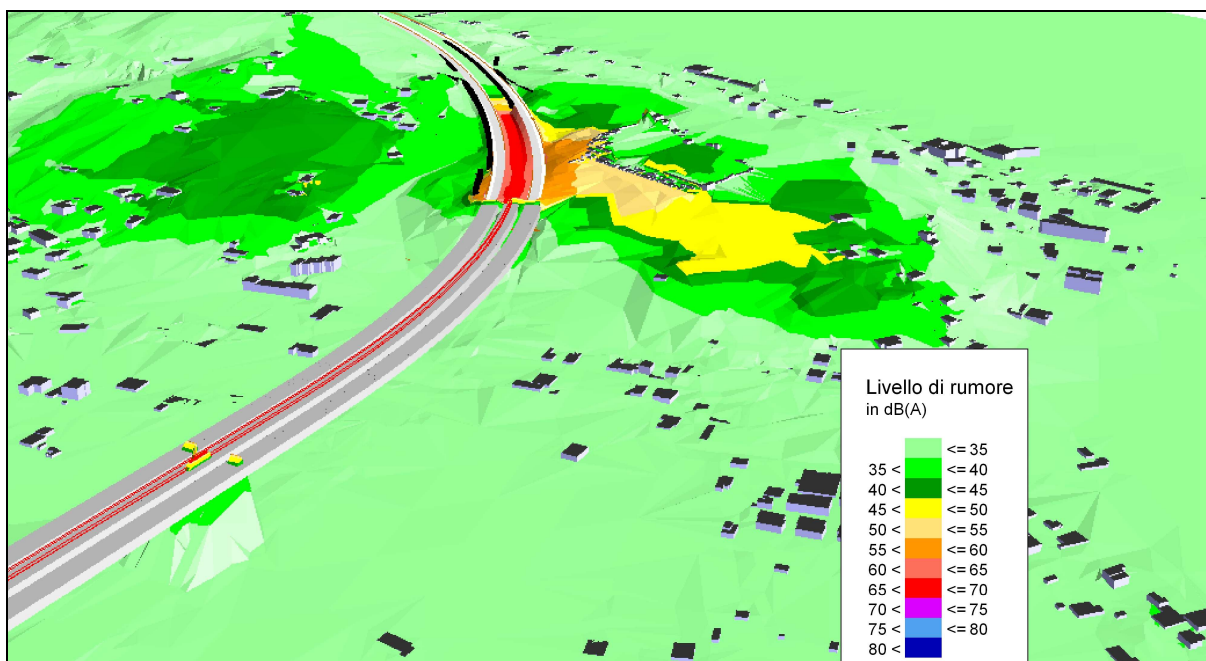 Livello di rumore
in dB(A)
<= 35
35 < <= 40
40 < <= 45
45 < <= 50
50 < <= 55
55 < <= 60
60 < <= 65
65 < <= 70
70 < <= 75
75 < <= 80
80 <